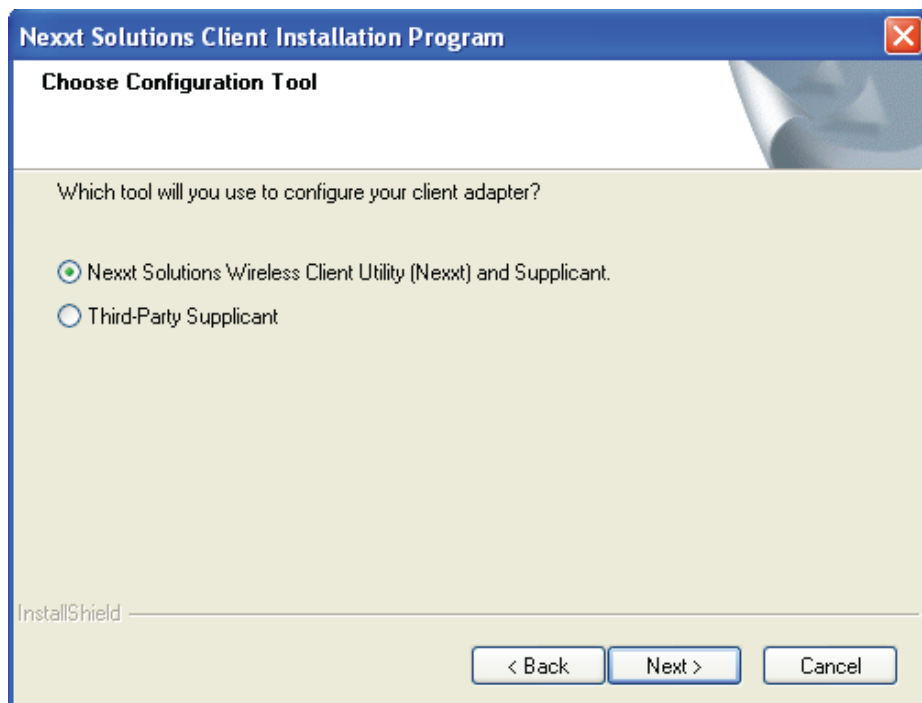 Nexxt Solutions Client Installation Program
Choose Configuration Tool
Which tool will you use to configure your client adapter?
Nexxt Solutions Wireless Client Utility (Nexxt) and Supplicant.
Third-Party Supplicant
InstallShield
< Back
Next >
Cancel